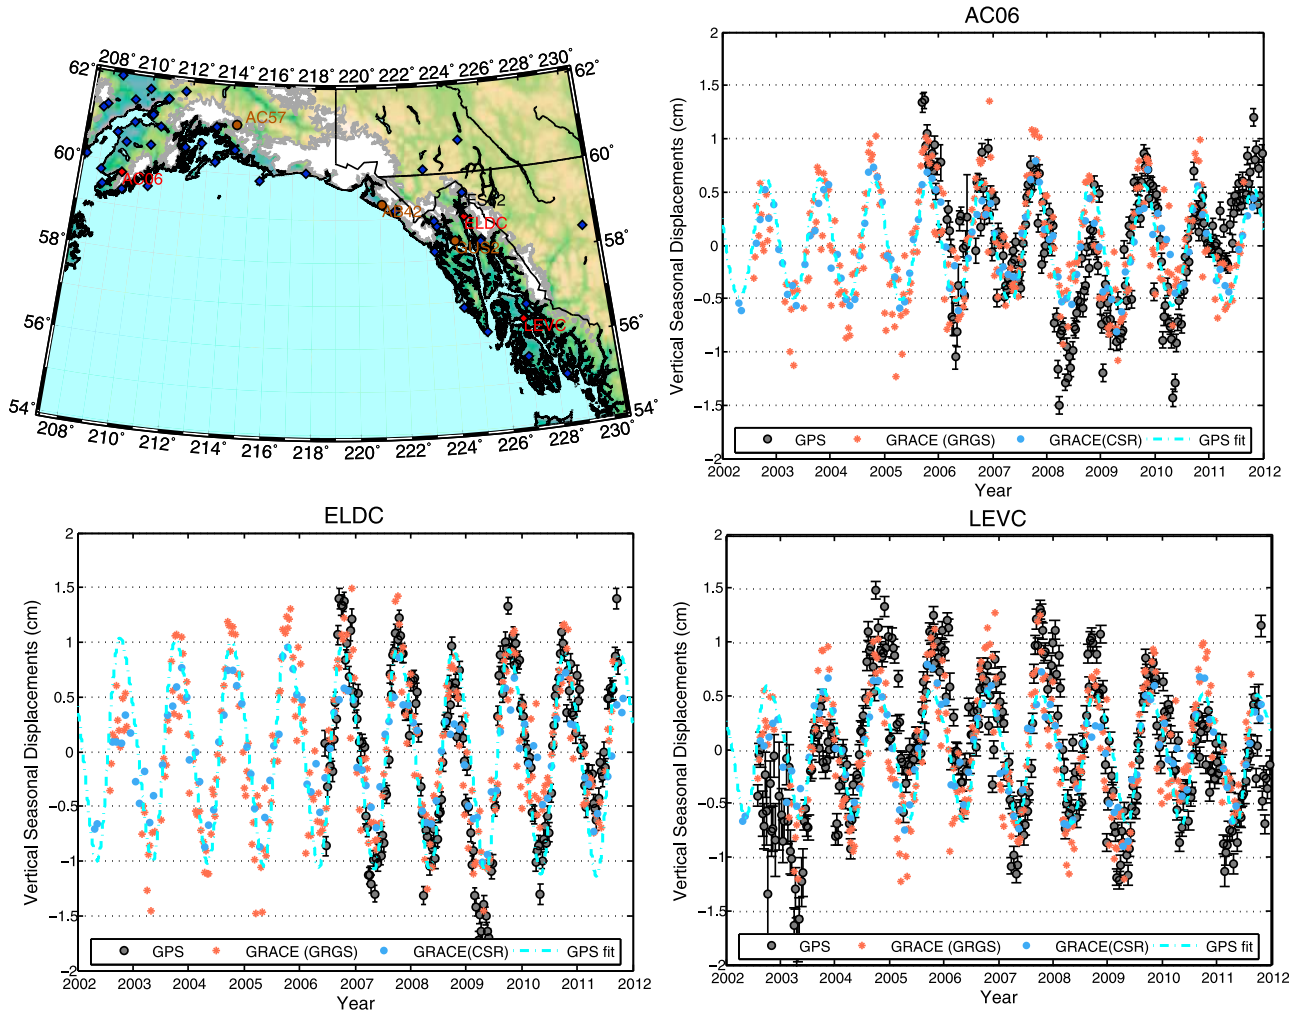 208° 210° 212° 214° 216° 218° 220° 222° 224° 226° 228° 230°
62° 62°
60° 60°
58° 58°
56° 56°
54° 54°
208° 210° 212° 214° 216° 218° 220° 222° 224° 226° 228° 230°
AC57
AC06
AB42
ELDC
LEVC
AC06
Vertical Seasonal Displacements (cm)
2
1.5
1
0.5
0
−0.5
−1
−1.5
−2
GPS GRACE (GRGS) GRACE(CSR) GPS fit
2002 2003 2004 2005 2006 2007 2008 2009 2010 2011 2012
Year
ELDC
Vertical Seasonal Displacements (cm)
2
1.5
1
0.5
0
−0.5
−1
−1.5
−2
GPS GRACE (GRGS) GRACE(CSR) GPS fit
2002 2003 2004 2005 2006 2007 2008 2009 2010 2011 2012
Year
LEVC
Vertical Seasonal Displacements (cm)
2
1.5
1
0.5
0
−0.5
−1
−1.5
−2
GPS GRACE (GRGS) GRACE(CSR) GPS fit
2002 2003 2004 2005 2006 2007 2008 2009 2010 2011 2012
Year